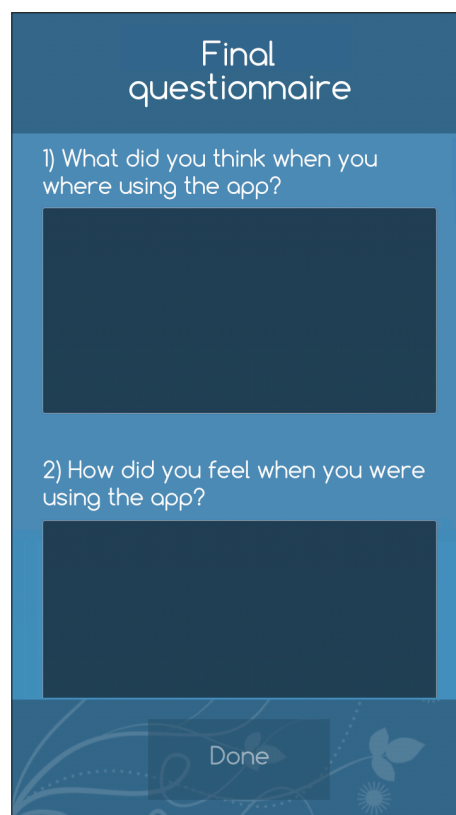 Final
questionnaire
1) What did you think when you
where using the app?
2) How did you feel when you were
using the app?
Done